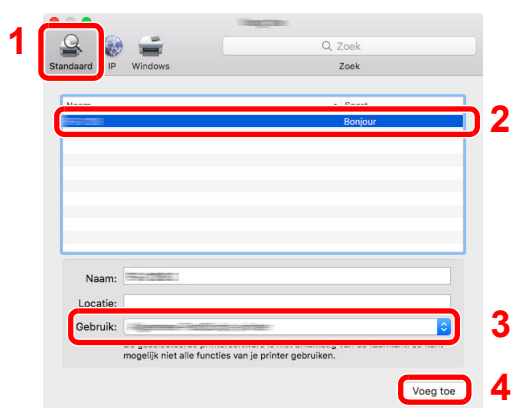 1
Standaard IP Windows
Zoek
Zoek
Naam Soort
2
Bonjour
Naam:
Locatie:
Gebruik:
3
mogelijk niet alle functies van je printer gebruiken.
Voeg toe
4